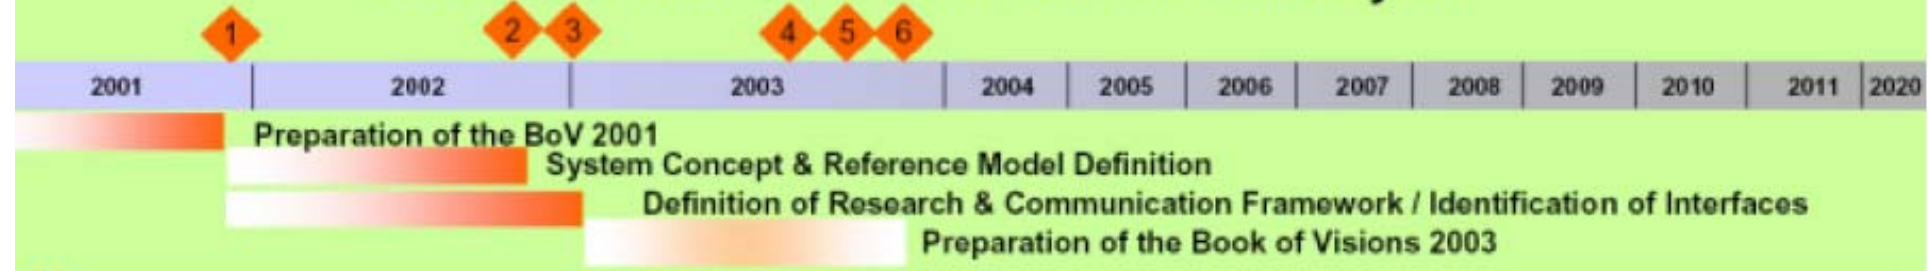 1 2 3 4 5 6
2001 2002 2003 2004 2005 2006 2007 2008 2009 2010 2011 2020
Preparation of the BoV 2001
System Concept & Reference Model Definition
Definition of Research & Communication Framework / Identification of Interfaces
Preparation of the Book of Visions 2003